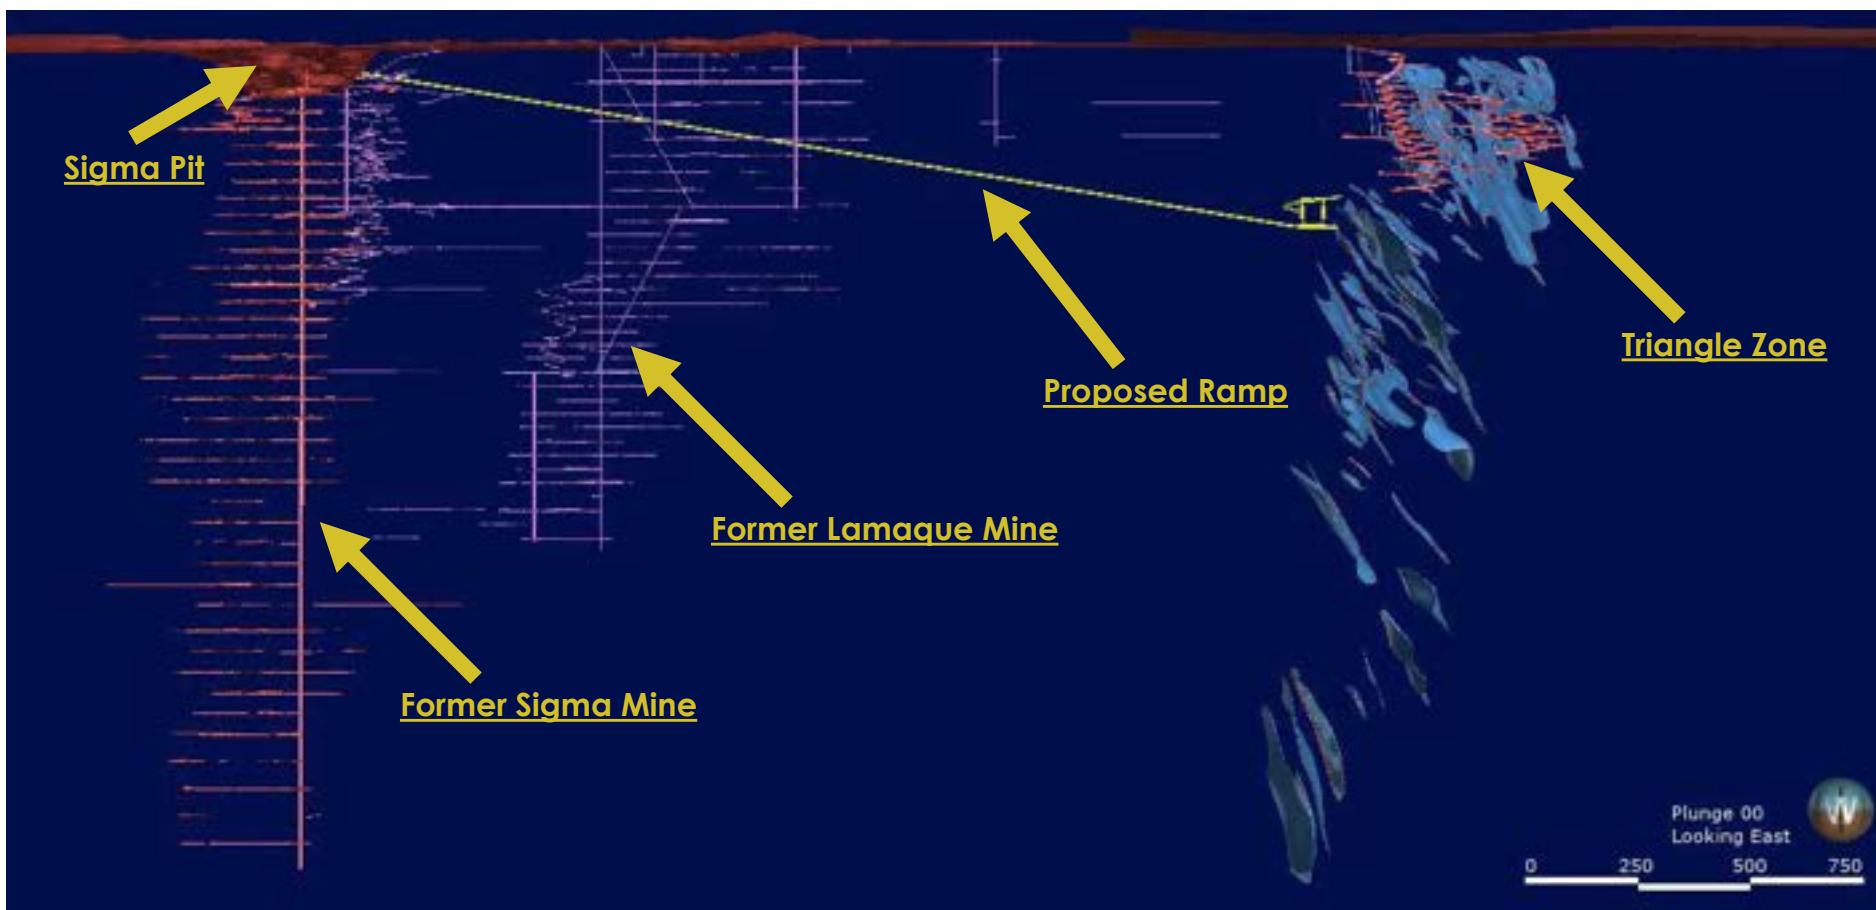 Sigma Pit
Triangle Zone
Proposed Ramp
Former Lamaque Mine
Former Sigma Mine
Plunge 00
Looking East
0 250 500 750